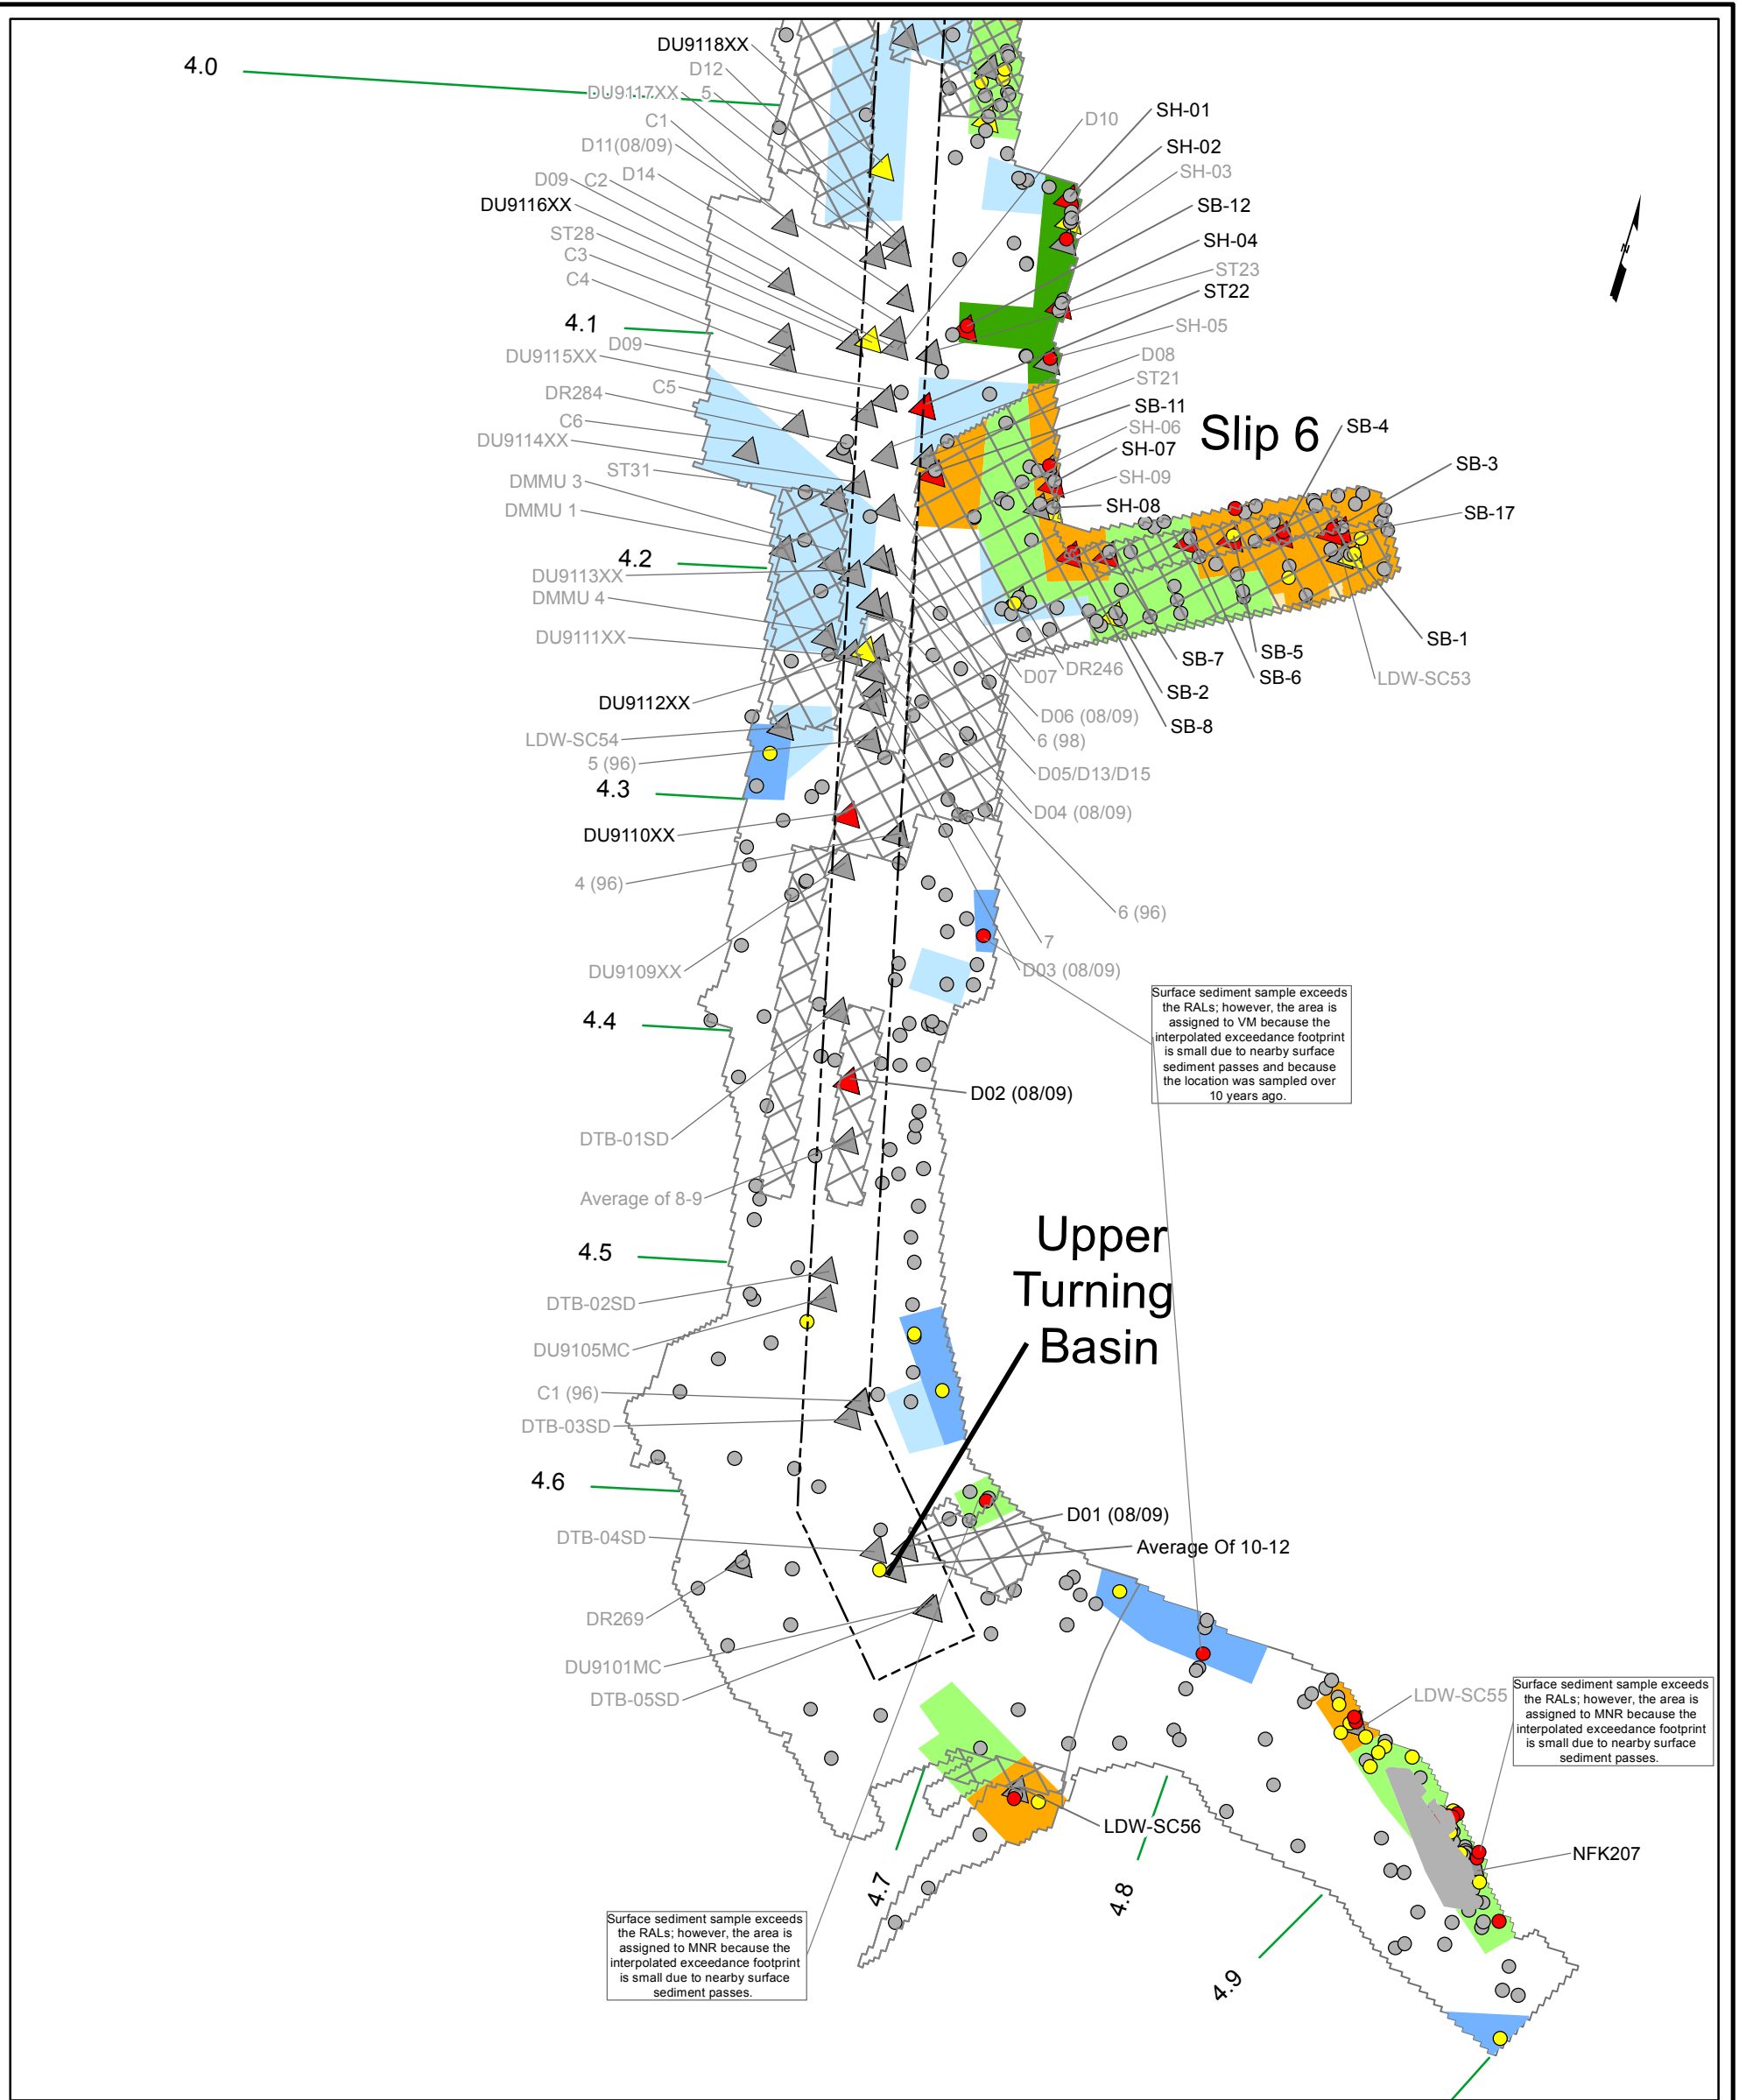 4.0
DU9118XX
D12
DU9117XX
5
C1
D11(08/09)
D09
C2
D14
DU9116XX
ST28
C3
C4
4.1
D09
DU9115XX
C5
DR284
C6
DU9114XX
ST31
DMMU 3
DMMU 1
4.2
DU9113XX
DMMU 4
DU9111XX
DU9112XX
LDW-SC54
5 (96)
4.3
DU9110XX
4 (96)
DU9109XX
4.4
DTB-01SD
Average of 8-9
4.5
DTB-02SD
DU9105MC
C1 (96)
DTB-03SD
4.6
DTB-04SD
DR269
DU9101MC
DTB-05SD
D10
SH-01
SH-02
SH-03
SB-12
SH-04
ST23
ST22
SH-05
D08
ST21
SB-11
SH-06
SH-07
SH-09
SH-08
Slip 6
SB-4
SB-3
SB-17
SB-1
LDW-SC53
SB-5
SB-6
SB-7
SB-2
SB-8
DR246
D07
D06 (08/09)
6 (98)
D05/D13/D15
D04 (08/09)
6 (96)
7
D03 (08/09)
Surface sediment sample exceeds
the RALs; however, the area is
assigned to VM because the
interpolated exceedance footprint
is small due to nearby surface
sediment passes and because
the location was sampled over
10 years ago.
D02 (08/09)
Upper
Turning
Basin
D01 (08/09)
Average Of 10-12
LDW-SC55
Surface sediment sample exceeds
the RALs; however, the area is
assigned to MNR because the
interpolated exceedance footprint
is small due to nearby surface
sediment passes.
LDW-SC56
NFK207
4.7
4.8
4.9
Surface sediment sample exceeds
the RALs; however, the area is
assigned to MNR because the
interpolated exceedance footprint
is small due to nearby surface
sediment passes.
N